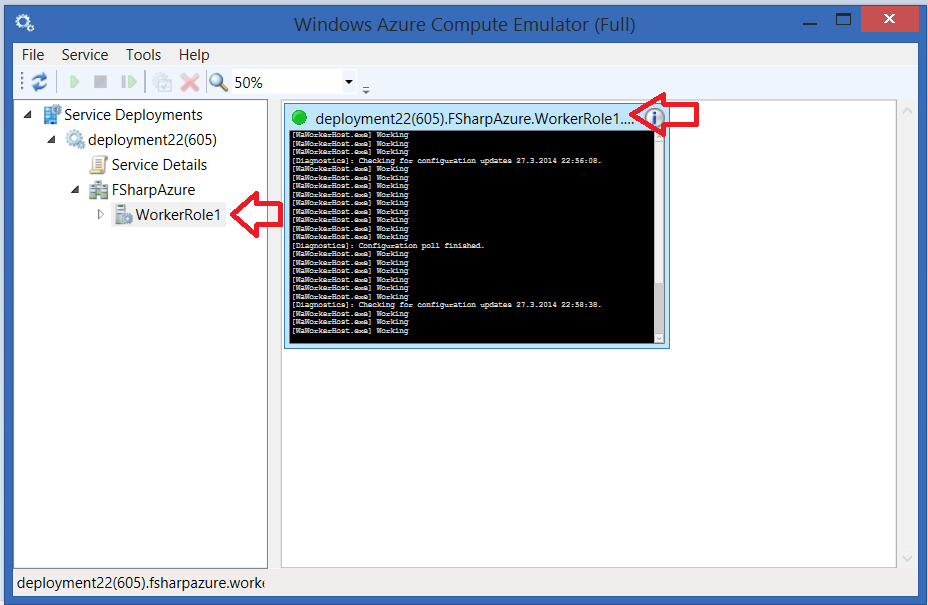 Windows Azure Compute Emulator (Full)
File Service Tools Help
50%
Service Deployments
deployment22(605)
Service Details
FSharpAzure
WorkerRole1
deployment22(605).FSharpAzure.WorkerRole1....
[WaWorkerHost.exe] Working
[WaWorkerHost.exe] Working
[WaWorkerHost.exe] Working
[Diagnostics]: Checking for configuration updates 27.3.2014 22:56:08.
[WaWorkerHost.exe] Working
[WaWorkerHost.exe] Working
[WaWorkerHost.exe] Working
[WaWorkerHost.exe] Working
[WaWorkerHost.exe] Working
[WaWorkerHost.exe] Working
[WaWorkerHost.exe] Working
[WaWorkerHost.exe] Working
[WaWorkerHost.exe] Working
[Diagnostics]: Configuration poll finished.
[WaWorkerHost.exe] Working
[WaWorkerHost.exe] Working
[WaWorkerHost.exe] Working
[WaWorkerHost.exe] Working
[WaWorkerHost.exe] Working
[WaWorkerHost.exe] Working
[Diagnostics]: Checking for configuration updates 27.3.2014 22:58:38.
[WaWorkerHost.exe] Working
[WaWorkerHost.exe] Working
[WaWorkerHost.exe] Working
deployment22(605).fsharpazure.worke